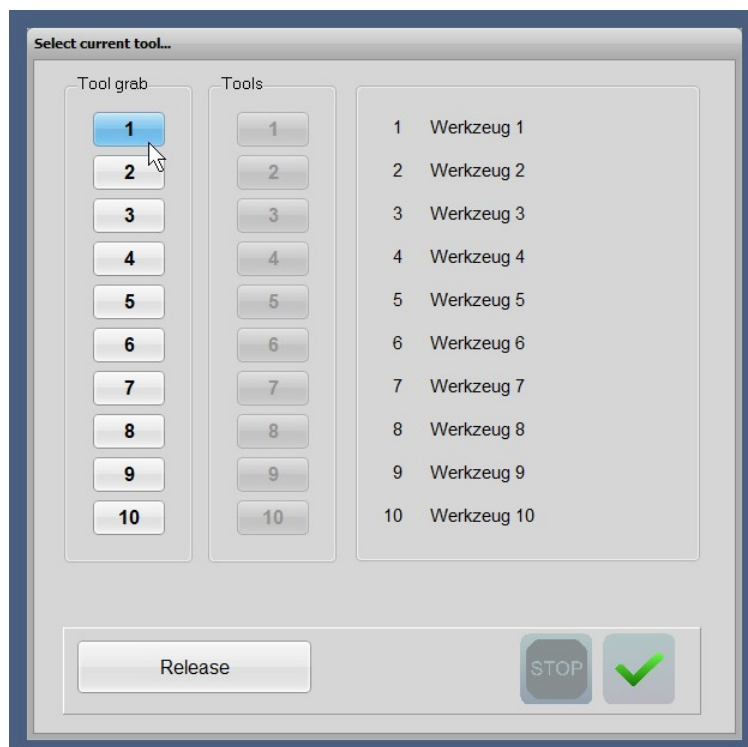 Select current tool...
Tool grab Tools
1 1 1 Werkzeug 1
2 2 2 Werkzeug 2
3 3 3 Werkzeug 3
4 4 4 Werkzeug 4
5 5 5 Werkzeug 5
6 6 6 Werkzeug 6
7 7 7 Werkzeug 7
8 8 8 Werkzeug 8
9 9 9 Werkzeug 9
10 10 10 Werkzeug 10
Release STOP